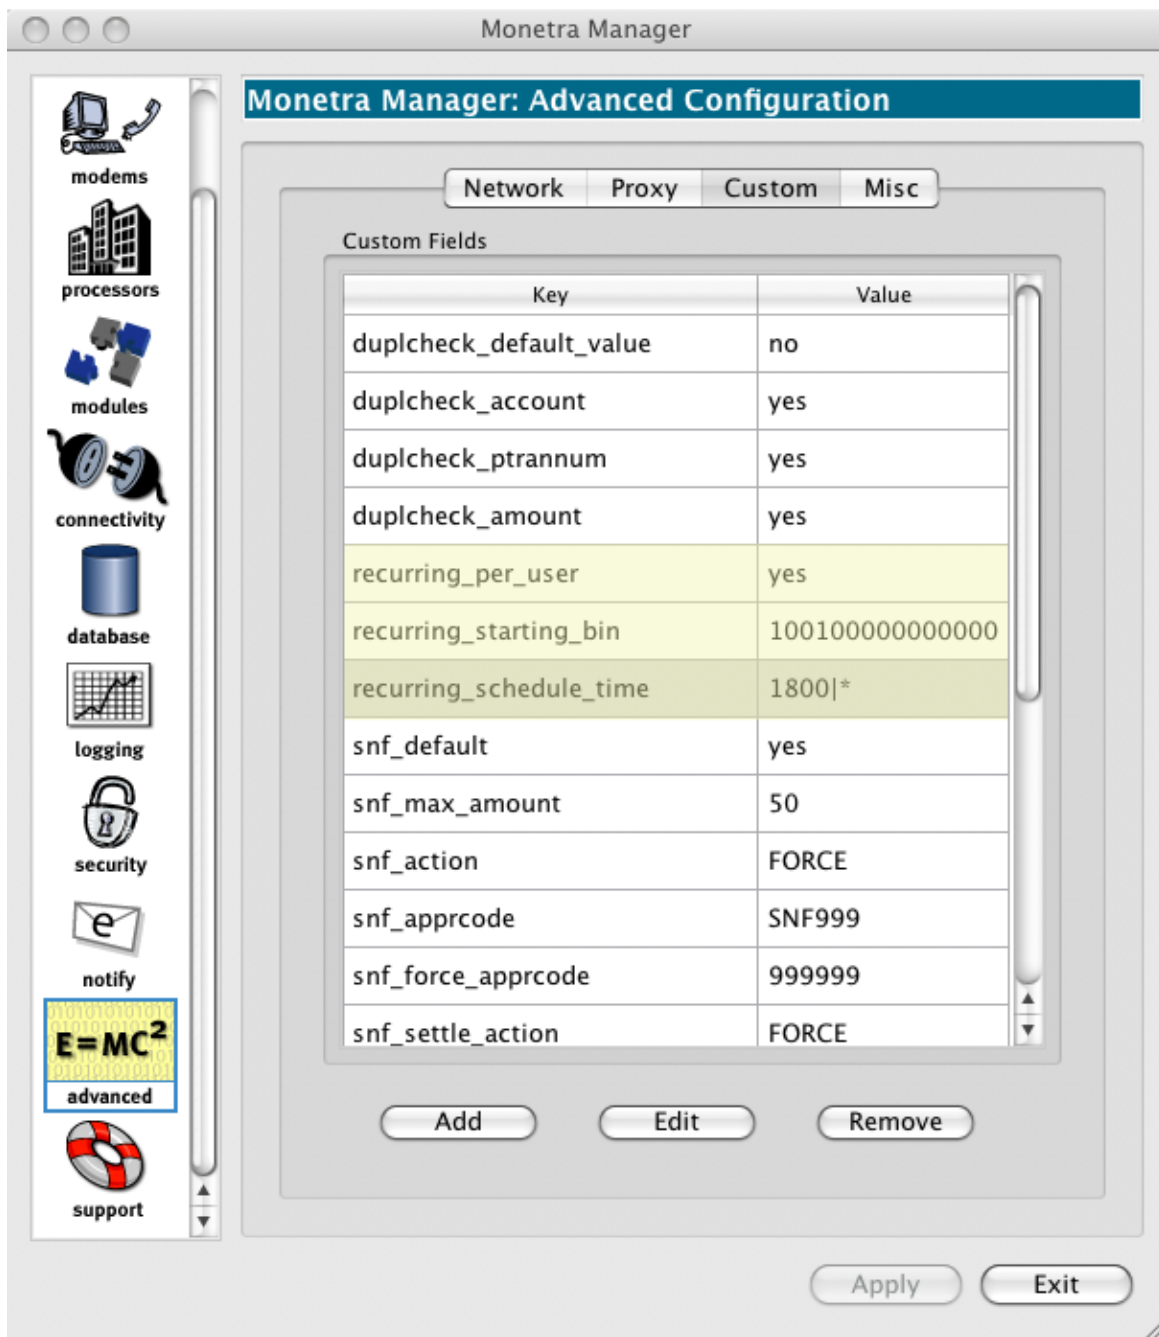 Monetra Manager
modems
processors
modules
connectivity
database
logging
security
e
notify
E=MC²
advanced
support
Monetra Manager: Advanced Configuration
Network Proxy Custom Misc
Custom Fields
Key Value
duplcheck_default_value no
duplcheck_account yes
duplcheck_ptrannum yes
duplcheck_amount yes
recurring_per_user yes
recurring_starting_bin 100100000000000
recurring_schedule_time 1800|*
snf_default yes
snf_max_amount 50
snf_action FORCE
snf_apprcode SNF999
snf_force_apprcode 999999
snf_settle_action FORCE
Add Edit Remove
Apply Exit